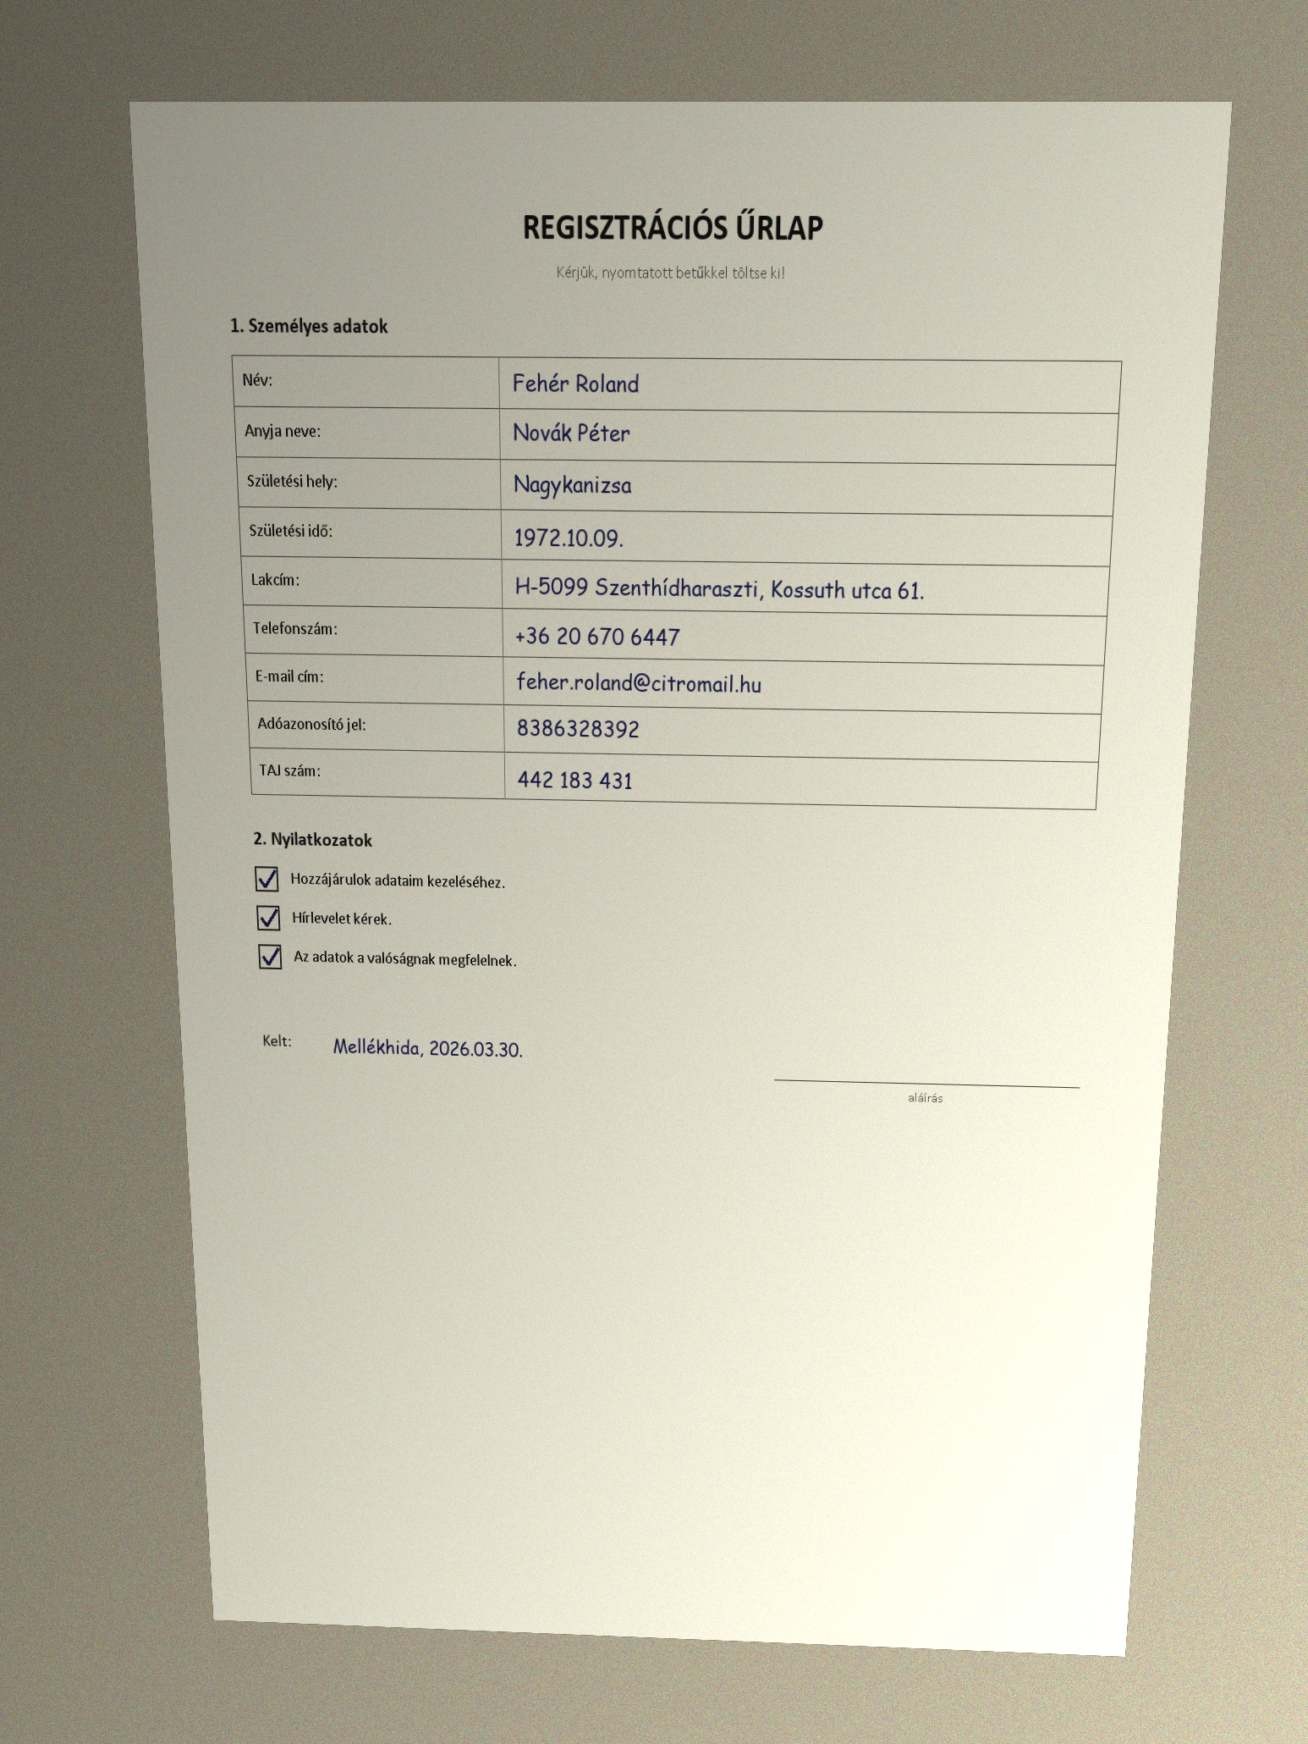 REGISZTRÁCIÓS ŰRLAP
Kérjük, nyomtatott betűkkel töltse ki!
1. Személyes adatok
Név: Fehér Roland
Anyja neve: Novák Péter
Születési hely: Nagykanizsa
Születési idő: 1972.10.09.
Lakcím: H-5099 Szenthídharaszti, Kossuth utca 61.
Telefonszám: +36 20 670 6447
E-mail cím: feher.roland@citromail.hu
Adóazonosító jel: 8386328392
TAJ szám: 442 183 431
2. Nyilatkozatok
Hozzájárulok adataim kezeléséhez.
Hírlevelet kérek.
Az adatok a valóságnak megfelelnek.
Kelt: Mellékhida, 2026.03.30.
aláírás